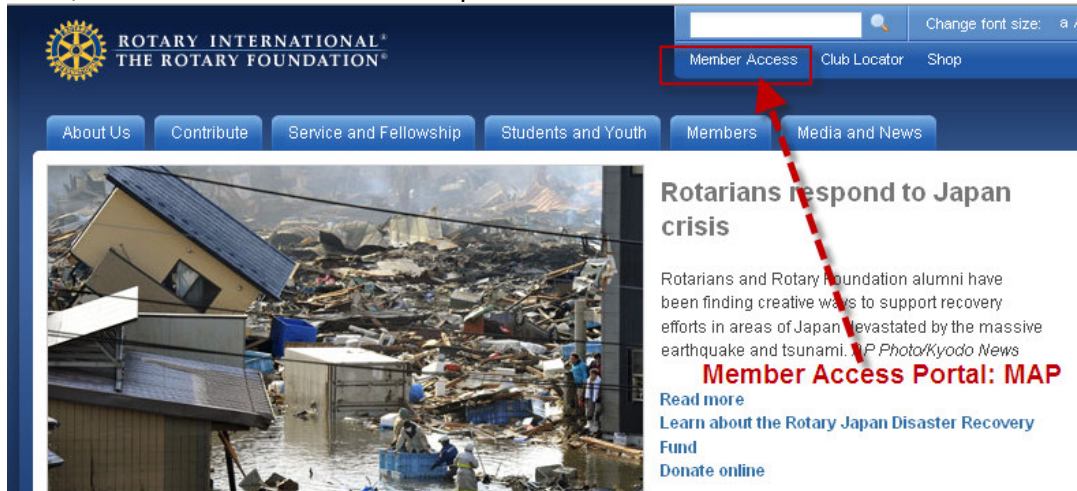 ROTARY INTERNATIONAL®
THE ROTARY FOUNDATION®
Change font size: a
Member Access Club Locator Shop
About Us Contribute Service and Fellowship Students and Youth Members Media and News
Rotarians respond to Japan
crisis
Rotarians and Rotary Foundation alumni have
been finding creative ways to support recovery
efforts in areas of Japan devastated by the massive
earthquake and tsunami. AP Photo/Kyodo News
Member Access Portal: MAP
Read more
Learn about the Rotary Japan Disaster Recovery
Fund
Donate online